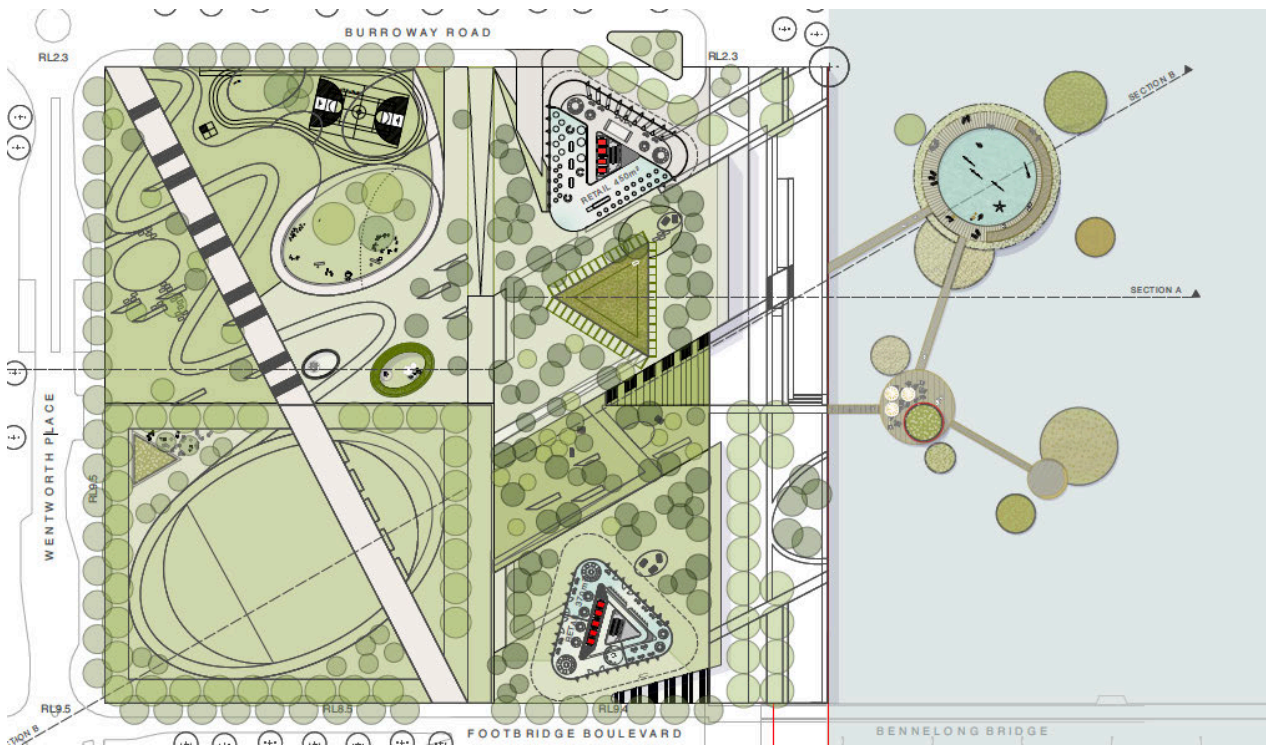 BURROWAY ROAD
RL2.3
RL2.3
SECTION B
RETAIL 450m²
SECTION A
WENTWORTH PLACE
RL9.5
RL9.5
RL8.5
RL9.4
FOOTBRIDGE BOULEVARD
BENNELONG BRIDGE
TION B